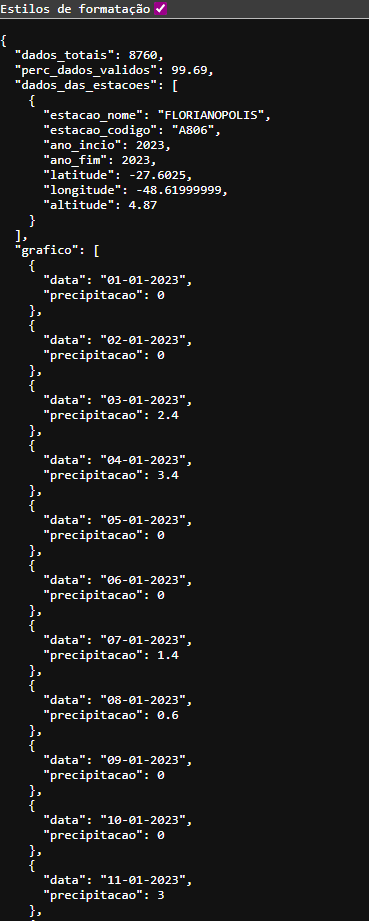 Estilos de formatação
{
"dados_totais": 8760,
"perc_dados_validos": 99.69,
"dados_das_estacoes": [
{
"estacao_nome": "FLORIANOPOLIS",
"estacao_codigo": "A806",
"ano_incio": 2023,
"ano_fim": 2023,
"latitude": -27.6025,
"longitude": -48.61999999,
"altitude": 4.87
}
],
"grafico": [
{
"data": "01-01-2023",
"precipitacao": 0
},
{
"data": "02-01-2023",
"precipitacao": 0
},
{
"data": "03-01-2023",
"precipitacao": 2.4
},
{
"data": "04-01-2023",
"precipitacao": 3.4
},
{
"data": "05-01-2023",
"precipitacao": 0
},
{
"data": "06-01-2023",
"precipitacao": 0
},
{
"data": "07-01-2023",
"precipitacao": 1.4
},
{
"data": "08-01-2023",
"precipitacao": 0.6
},
{
"data": "09-01-2023",
"precipitacao": 0
},
{
"data": "10-01-2023",
"precipitacao": 0
},
{
"data": "11-01-2023",
"precipitacao": 3
},